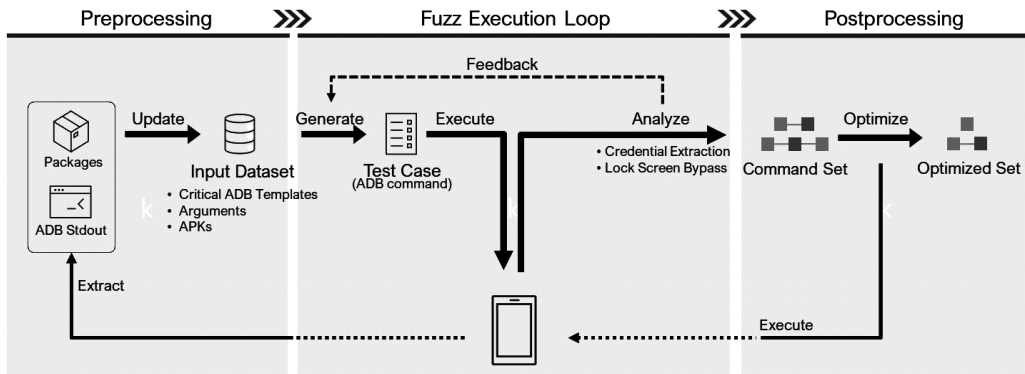 Preprocessing
Fuzz Execution Loop
Postprocessing
Feedback
Update
Generate
Execute
Analyze
Optimize
Packages
Input Dataset
Test Case
(ADB command)
• Credential Extraction
• Lock Screen Bypass
Command Set
Optimized Set
• Critical ADB Templates
• Arguments
• APKs
ADB Stdout
k
k
k
Extract
Execute